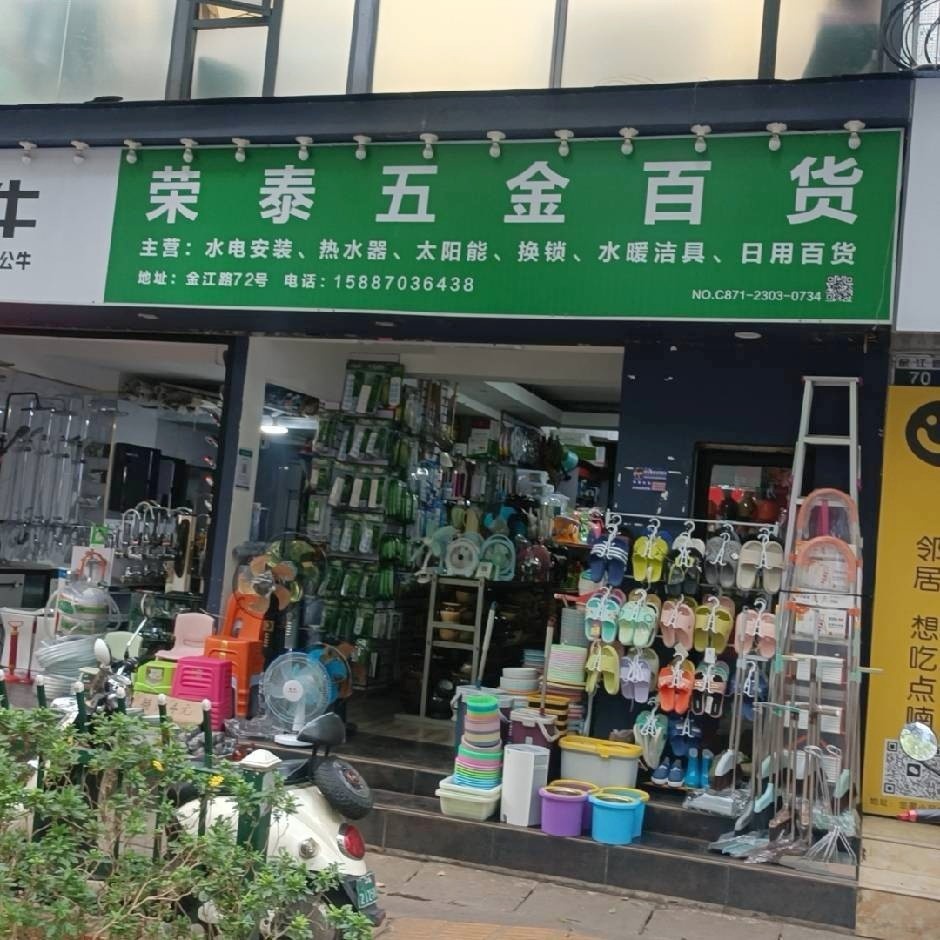 荣泰五金百货
主营：水电安装、热水器、太阳能、换锁、水暖洁具、日用百货
地址：金江路72号 电话：15887036438
NO.C871-2303-0734
牛
公牛
70
邻居 想吃点啥